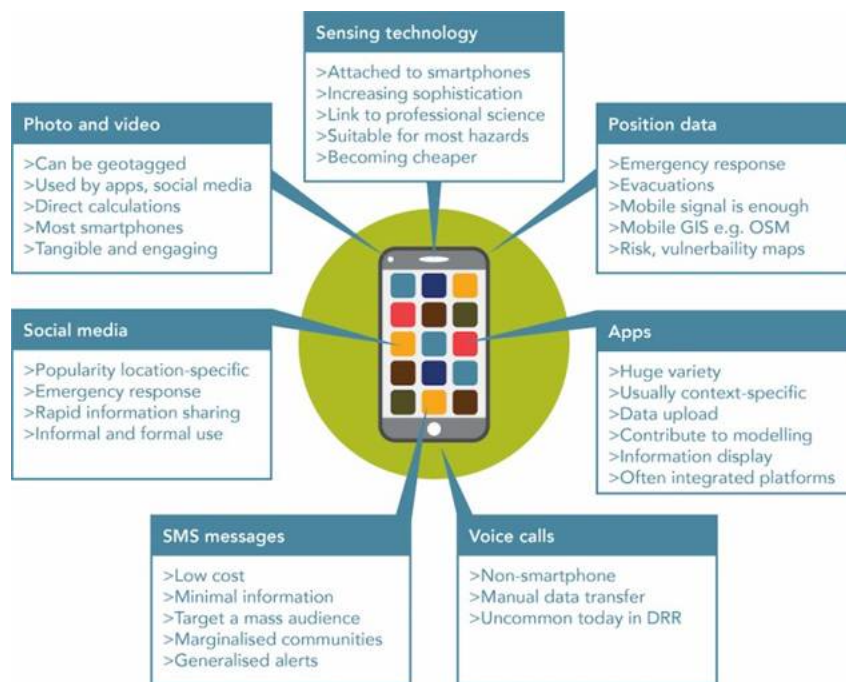 Sensing technology
>Attached to smartphones
>Increasing sophistication
>Link to professional science
>Suitable for most hazards
>Becoming cheaper
Photo and video
>Can be geotagged
>Used by apps, social media
>Direct calculations
>Most smartphones
>Tangible and engaging
Position data
>Emergency response
>Evacuations
>Mobile signal is enough
>Mobile GIS e.g. OSM
>Risk, vulnerbaility maps
Social media
>Popularity location-specific
>Emergency response
>Rapid information sharing
>Informal and formal use
Apps
>Huge variety
>Usually context-specific
>Data upload
>Contribute to modelling
>Information display
>Often integrated platforms
SMS messages
>Low cost
>Minimal information
>Target a mass audience
>Marginalised communities
>Generalised alerts
Voice calls
>Non-smartphone
>Manual data transfer
>Uncommon today in DRR